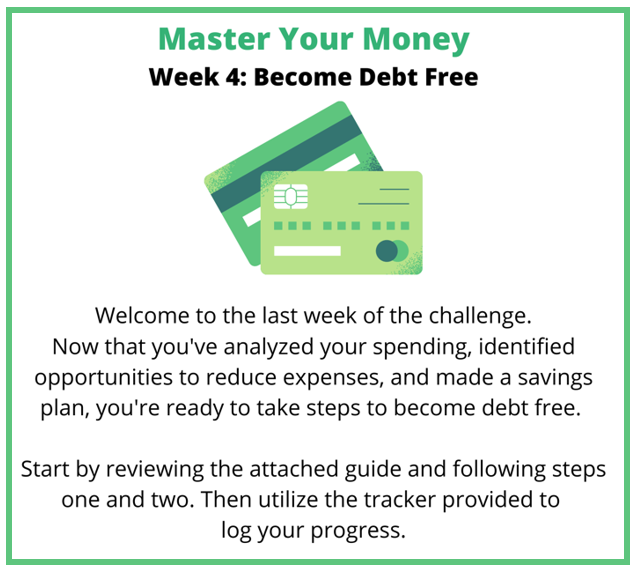 Master Your Money
Week 4: Become Debt Free
Welcome to the last week of the challenge.
Now that you've analyzed your spending, identified
opportunities to reduce expenses, and made a savings
plan, you're ready to take steps to become debt free.
Start by reviewing the attached guide and following steps
one and two. Then utilize the tracker provided to
log your progress.